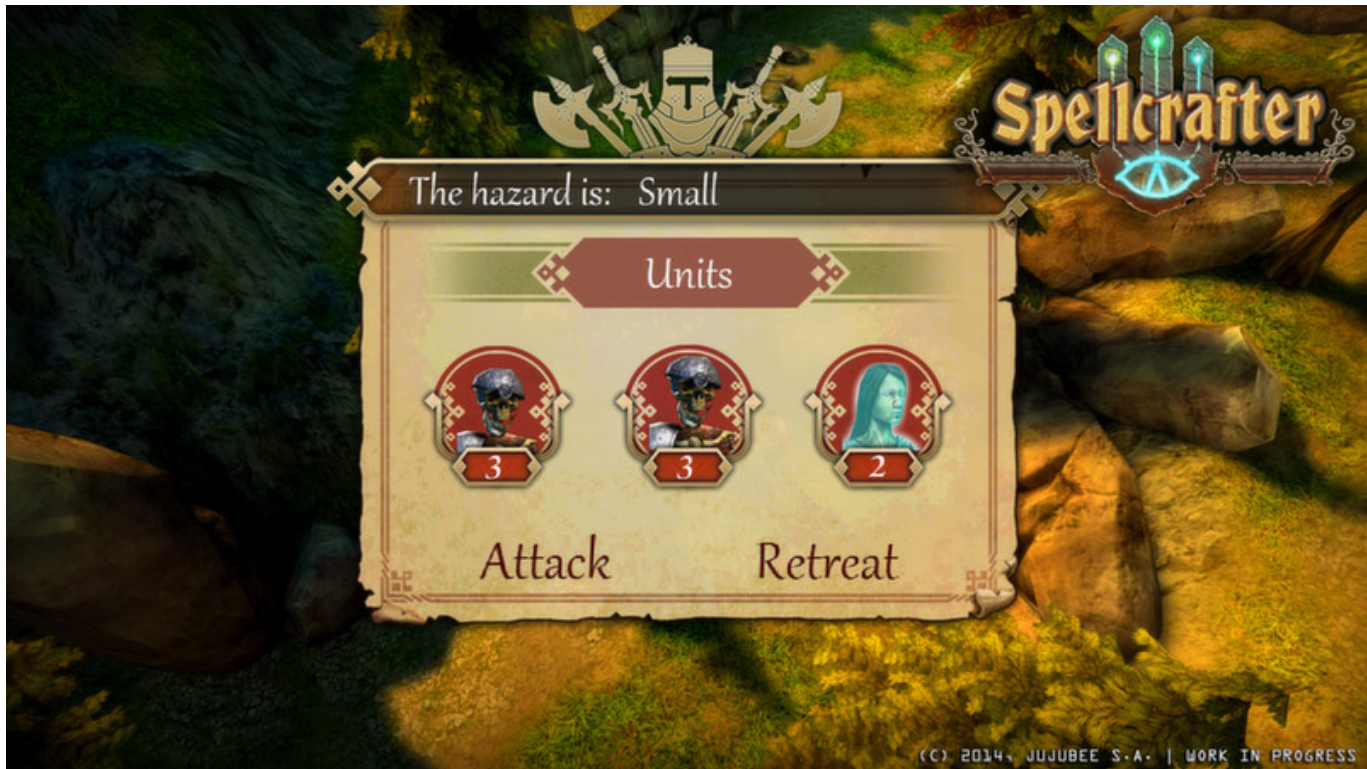 Spellcrafter
The hazard is: Small
Units
3 3 2
Attack Retreat
(C) 2014, JUJUBEE S.A. | WORK IN PROGRESS